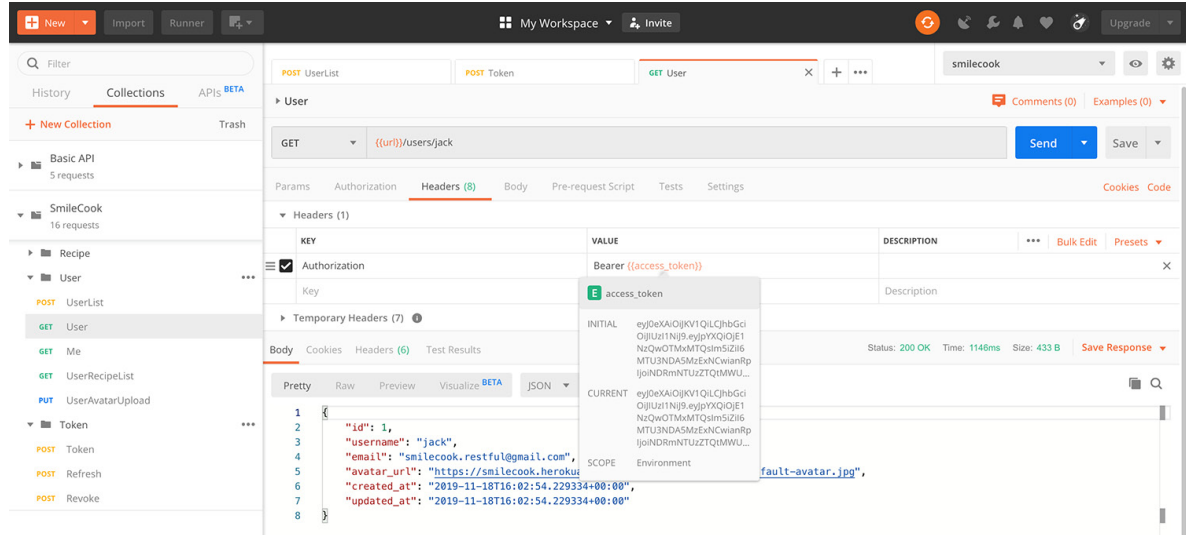 New Import Runner My Workspace Invite Upgrade
Filter
History Collections APIs BETA
New Collection Trash
Basic API
5 requests
SmileCook
16 requests
Recipe
User
POST UserList
GET User
GET Me
GET UserRecipeList
PUT UserAvatarUpload
Token
POST Token
POST Refresh
POST Revoke
POST UserList POST Token GET User smilecook
User Comments (0) Examples (0)
GET {{url}}/users/jack Send Save
Params Authorization Headers (8) Body Pre-request Script Tests Settings Cookies Code
Headers (1)
KEY VALUE DESCRIPTION Bulk Edit Presets
Authorization Bearer {{access_token}}
Key Description
E access_token
INITIAL eyJ0eXAiOiJKV1QiLCJhbGci
OiJIUzI1NiJ9.eyJpYXQiOjE1
NzQwOTMxMTQsIm5iZiI6
MTU3NDA5MzExNCwianRp
IjoiNDRmNTUzZTQtMWU...
CURRENT eyJ0eXAiOiJKV1QiLCJhbGci
OiJIUzI1NiJ9.eyJpYXQiOjE1
NzQwOTMxMTQsIm5iZiI6
MTU3NDA5MzExNCwianRp
IjoiNDRmNTUzZTQtMWU...
SCOPE Environment
Temporary Headers (7)
Body Cookies Headers (6) Test Results Status: 200 OK Time: 1146ms Size: 433 B Save Response
Pretty Raw Preview Visualize BETA JSON
1 {
2 "id": 1,
3 "username": "jack",
4 "email": "smilecook.restful@gmail.com",
5 "avatar_url": "https://smilecook.herokua fault-avatar.jpg",
6 "created_at": "2019-11-18T16:02:54.229334+00:00",
7 "updated_at": "2019-11-18T16:02:54.229334+00:00"
8 }